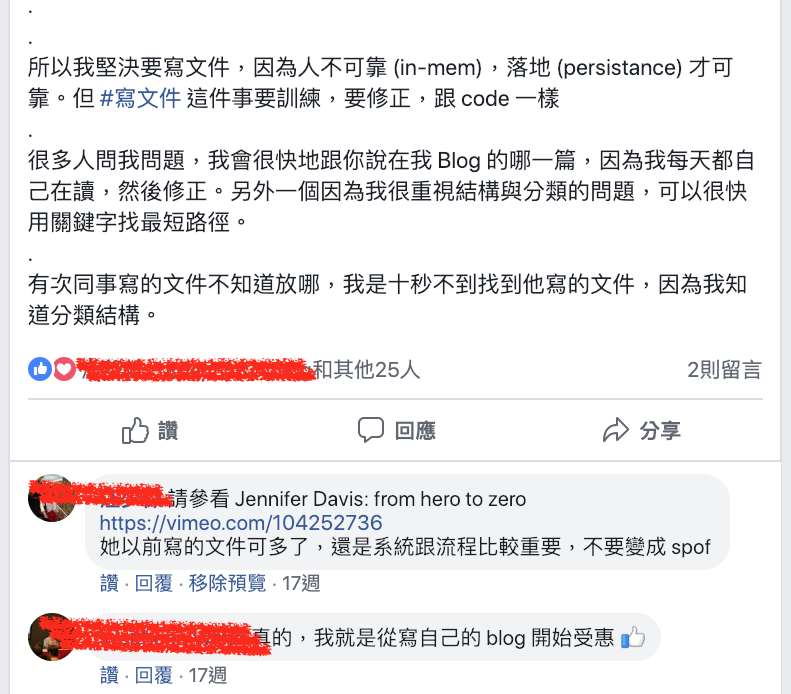 .
.
所以我堅決要寫文件，因為人不可靠 (in-mem)，落地 (persistance) 才可
靠。但 #寫文件 這件事要訓練，要修正，跟 code 一樣
.
很多人問我問題，我會很快地跟你說在我 Blog 的哪一篇，因為我每天都自
己在讀，然後修正。另外一個因為我很重視結構與分類的問題，可以很快
用關鍵字找最短路徑。
.
有次同事寫的文件不知道放哪，我是十秒不到找到他寫的文件，因為我知
道分類結構。
和其他25人 2則留言
讚 回應 分享
請參看 Jennifer Davis: from hero to zero
https://vimeo.com/104252736
她以前寫的文件可多了，還是系統跟流程比較重要，不要變成 spof
讚 · 回覆 · 移除預覽 · 17週
真的，我就是從寫自己的 blog 開始受惠
讚 · 回覆 · 17週